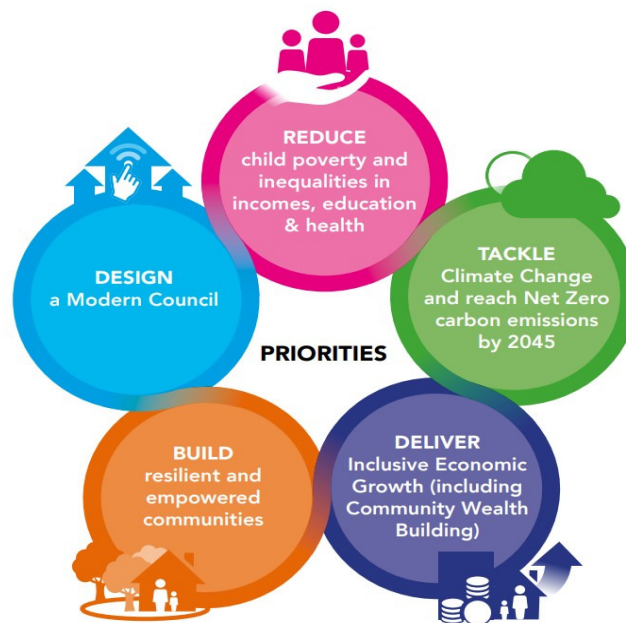 REDUCE
child poverty and
inequalities in
incomes, education
& health
TACKLE
Climate Change
and reach Net Zero
carbon emissions
by 2045
DESIGN
a Modern Council
PRIORITIES
DELIVER
Inclusive Economic
Growth (including
Community Wealth
Building)
BUILD
resilient and
empowered
communities